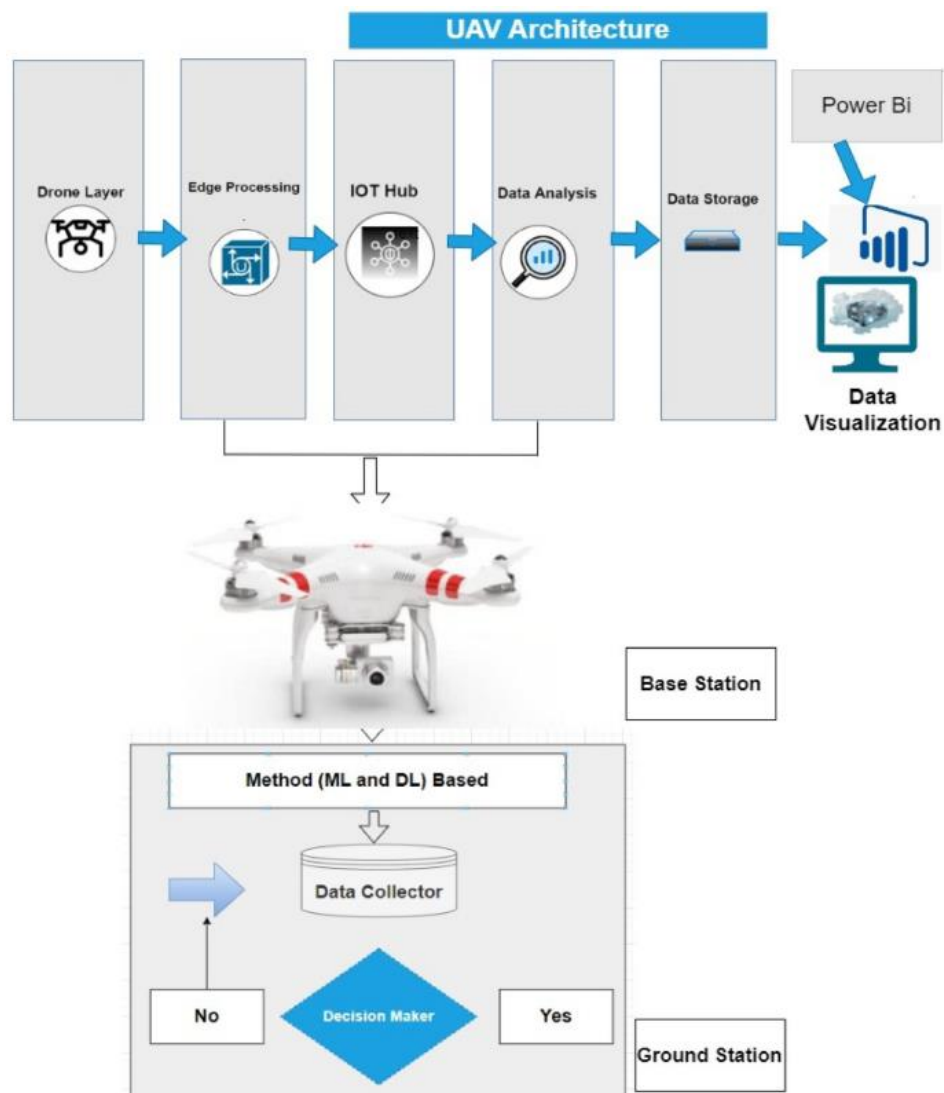 UAV Architecture
Drone Layer
Edge Processing
IOT Hub
Data Analysis
Data Storage
Power Bi
Data
Visualization
Base Station
Method (ML and DL) Based
Data Collector
No
Decision Maker
Yes
Ground Station